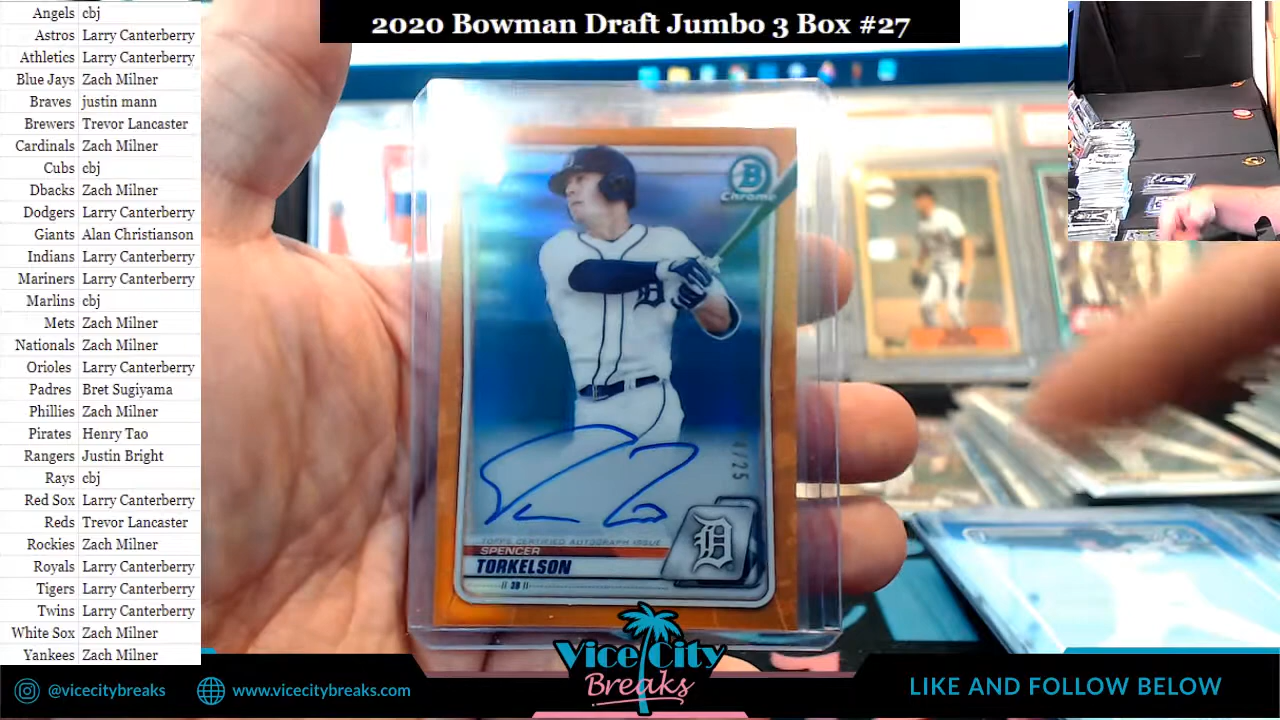 2020 Bowman Draft Jumbo 3 Box #27
Angels cbj
Astros Larry Canterberry
Athletics Larry Canterberry
Blue Jays Zach Milner
Braves justin mann
Brewers Trevor Lancaster
Cardinals Zach Milner
Cubs cbj
Dbacks Zach Milner
Dodgers Larry Canterberry
Giants Alan Christianson
Indians Larry Canterberry
Mariners Larry Canterberry
Marlins cbj
Mets Zach Milner
Nationals Zach Milner
Orioles Larry Canterberry
Padres Bret Sugiyama
Phillies Zach Milner
Pirates Henry Tao
Rangers Justin Bright
Rays cbj
Red Sox Larry Canterberry
Reds Trevor Lancaster
Rockies Zach Milner
Royals Larry Canterberry
Tigers Larry Canterberry
Twins Larry Canterberry
White Sox Zach Milner
Yankees Zach Milner
B
Chrome
D
/25
D
TOPPS CERTIFIED AUTOGRAPH ISSUE
SPENCER
TORKELSON
3B
Vice City
Breaks
@vicecitybreaks
www.vicecitybreaks.com
LIKE AND FOLLOW BELOW